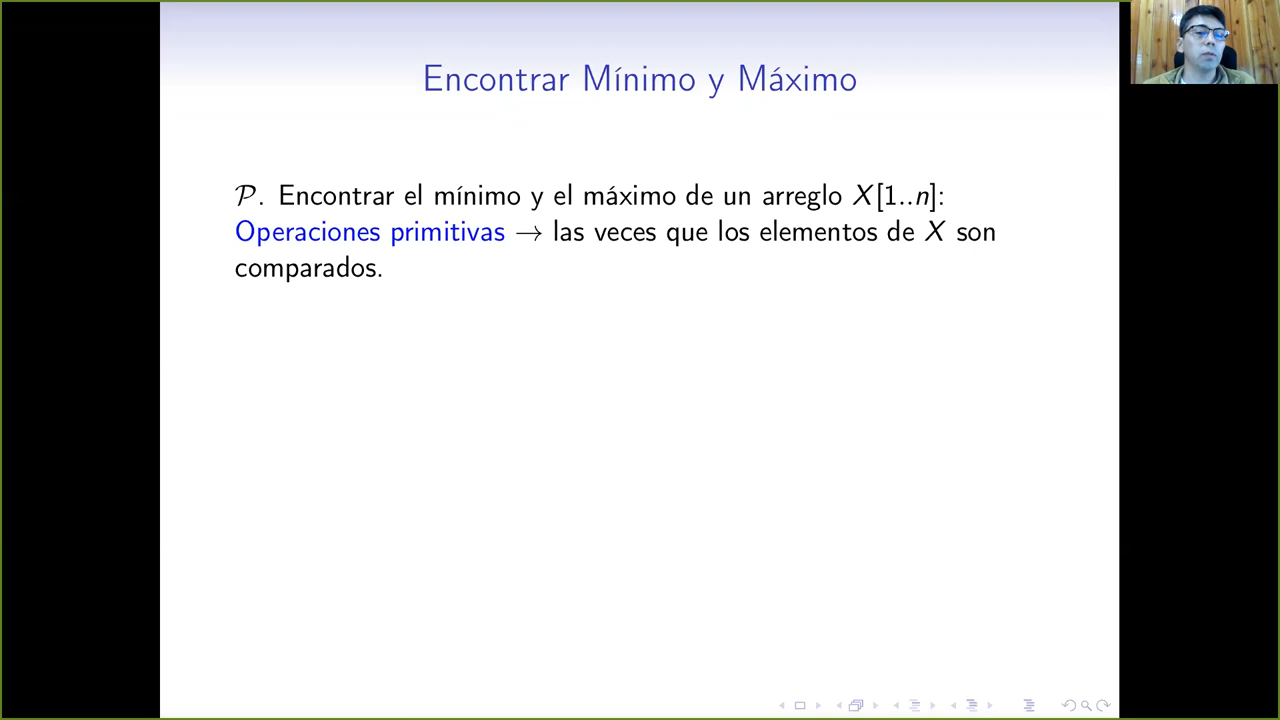 Encontrar Mínimo y Máximo
𝒫. Encontrar el mínimo y el máximo de un arreglo X[1..n]:
Operaciones primitivas → las veces que los elementos de X son
comparados.